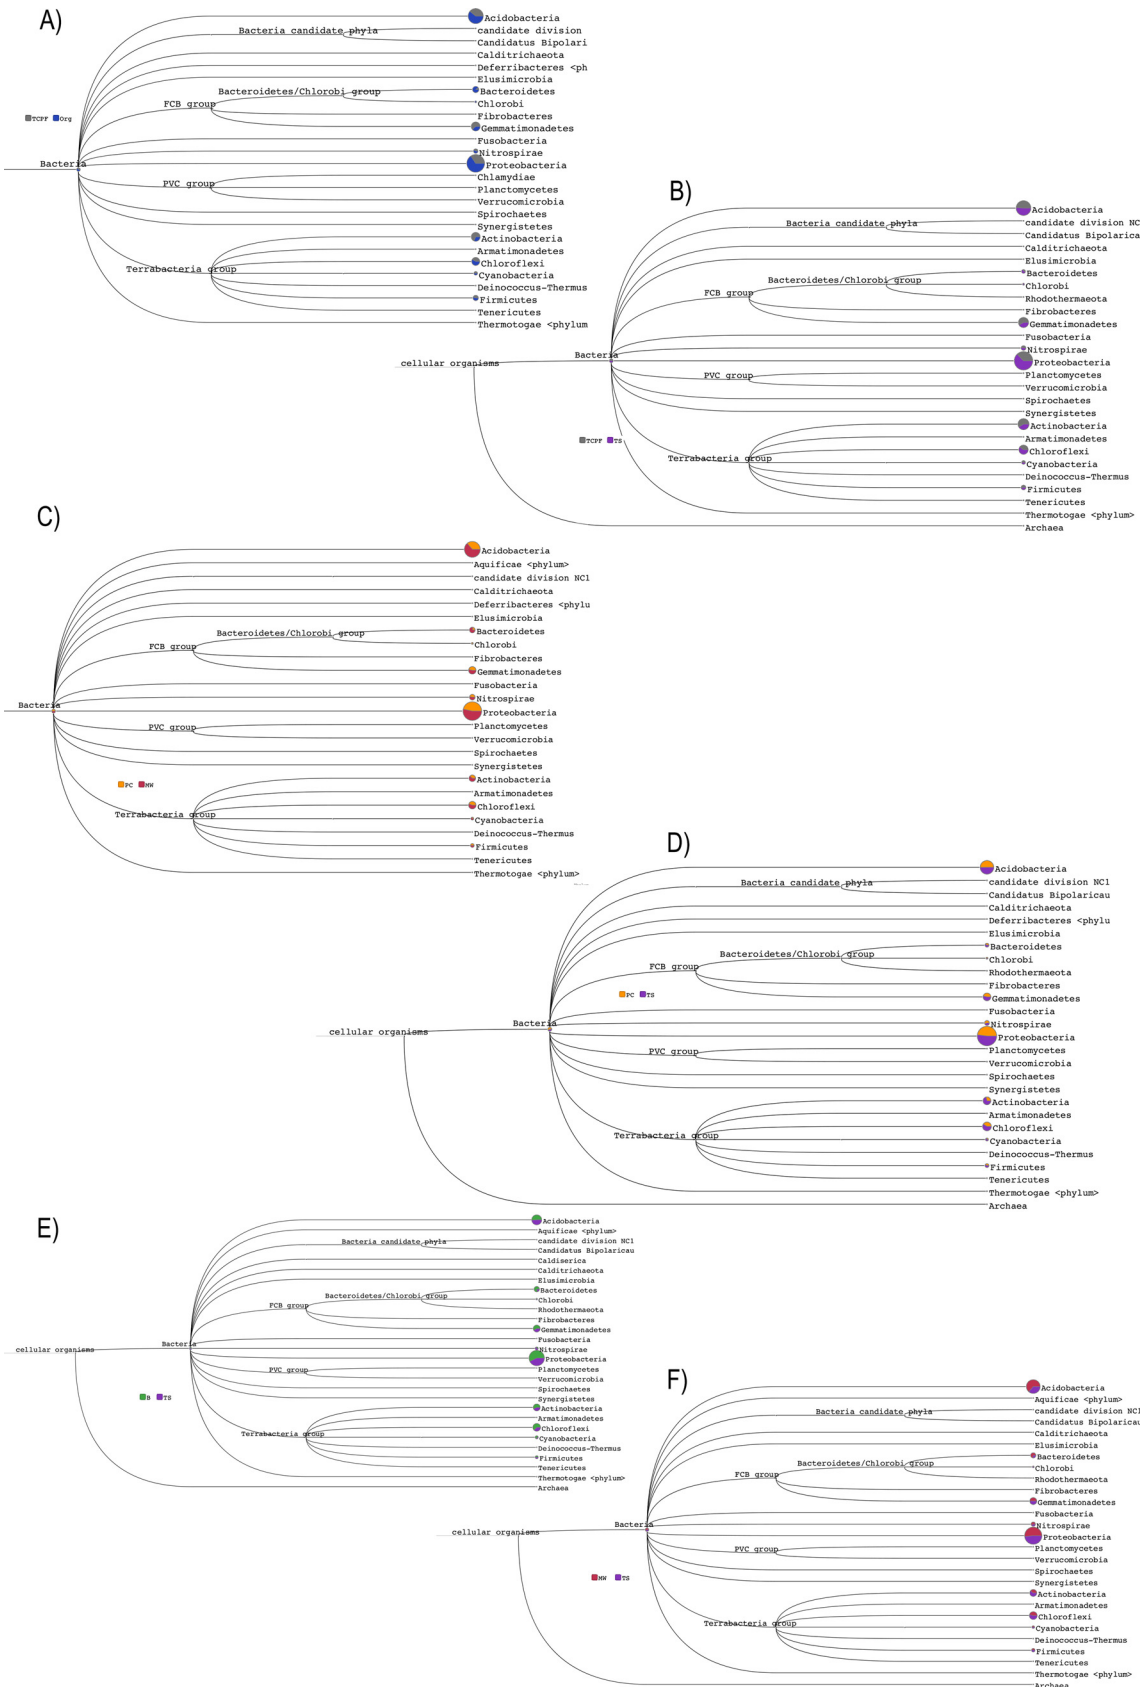 A)
Acidobacteria
Bacteria candidate phyla
candidate division
Candidatus Bipolari
Calditrichaeota
Deferribacteres <ph
Elusimicrobia
Bacteroidetes/Chlorobi group
Bacteroidetes
FCB group
Chlorobi
Fibrobacteres
TCPF Org
Gemmatimonadetes
Fusobacteria
Nitrospirae
Bacteria
Proteobacteria
Chlamydiae
PVC group
Planctomycetes
Verrucomicrobia
Spirochaetes
Synergistetes
Actinobacteria
Armatimonadetes
Terrabacteria group
Chloroflexi
Cyanobacteria
Deinococcus-Thermus
Firmicutes
Tenericutes
Thermotogae <phylum
B)
Acidobacteria
Bacteria candidate phyla
candidate division NC
Candidatus Bipolarica
Calditrichaeota
Elusimicrobia
Bacteroidetes
Bacteroidetes/Chlorobi group
Chlorobi
FCB group
Rhodothermaeota
Fibrobacteres
Gemmatimonadetes
Fusobacteria
Nitrospirae
Bacteria
cellular organisms
Proteobacteria
PVC group
Planctomycetes
Verrucomicrobia
Spirochaetes
Synergistetes
Actinobacteria
TCPF TS
Armatimonadetes
Chloroflexi
Terrabacteria group
Cyanobacteria
Deinococcus-Thermus
Firmicutes
Tenericutes
Thermotogae <phylum>
Archaea
C)
Acidobacteria
Aquificae <phylum>
candidate division NC1
Calditrichaeota
Deferribacteres <phylu
Elusimicrobia
Bacteroidetes/Chlorobi group
Bacteroidetes
FCB group
Chlorobi
Fibrobacteres
Gemmatimonadetes
Fusobacteria
Nitrospirae
Bacteria
Proteobacteria
PVC group
Planctomycetes
Verrucomicrobia
Spirochaetes
Synergistetes
PC MW
Actinobacteria
Armatimonadetes
Chloroflexi
Terrabacteria group
Cyanobacteria
Deinococcus-Thermus
Firmicutes
Tenericutes
Thermotogae <phylum>
D)
Acidobacteria
Bacteria candidate phyla
candidate division NC1
Candidatus Bipolaricau
Calditrichaeota
Deferribacteres <phylu
Elusimicrobia
Bacteroidetes
Bacteroidetes/Chlorobi group
Chlorobi
FCB group
Rhodothermaeota
Fibrobacteres
PC TS
Gemmatimonadetes
Fusobacteria
Bacteria
Nitrospirae
cellular organisms
Proteobacteria
PVC group
Planctomycetes
Verrucomicrobia
Spirochaetes
Synergistetes
Actinobacteria
Armatimonadetes
Chloroflexi
Terrabacteria group
Cyanobacteria
Deinococcus-Thermus
Firmicutes
Tenericutes
Thermotogae <phylum>
Archaea
E)
Acidobacteria
Aquificae <phylum>
Bacteria candidate phyla
candidate division NC1
Candidatus Bipolaricau
Caldiserica
Calditrichaeota
Elusimicrobia
Bacteroidetes
Bacteroidetes/Chlorobi group
Chlorobi
FCB group
Rhodothermaeota
Fibrobacteres
Gemmatimonadetes
Fusobacteria
Bacteria
cellular organisms
Nitrospirae
Proteobacteria
PVC group
Planctomycetes
Verrucomicrobia
Spirochaetes
B TS
Synergistetes
Actinobacteria
Armatimonadetes
Chloroflexi
Terrabacteria group
Cyanobacteria
Deinococcus-Thermus
Firmicutes
Tenericutes
Thermotogae <phylum>
Archaea
F)
Acidobacteria
Aquificae <phylum>
Bacteria candidate phyla
candidate division NC1
Candidatus Bipolaricau
Calditrichaeota
Elusimicrobia
Bacteroidetes
Bacteroidetes/Chlorobi group
Chlorobi
FCB group
Rhodothermaeota
Fibrobacteres
Gemmatimonadetes
Fusobacteria
Bacteria
Nitrospirae
cellular organisms
Proteobacteria
PVC group
Planctomycetes
Verrucomicrobia
Spirochaetes
MW TS
Synergistetes
Actinobacteria
Armatimonadetes
Chloroflexi
Terrabacteria group
Cyanobacteria
Deinococcus-Thermus
Firmicutes
Tenericutes
Thermotogae <phylum>
Archaea